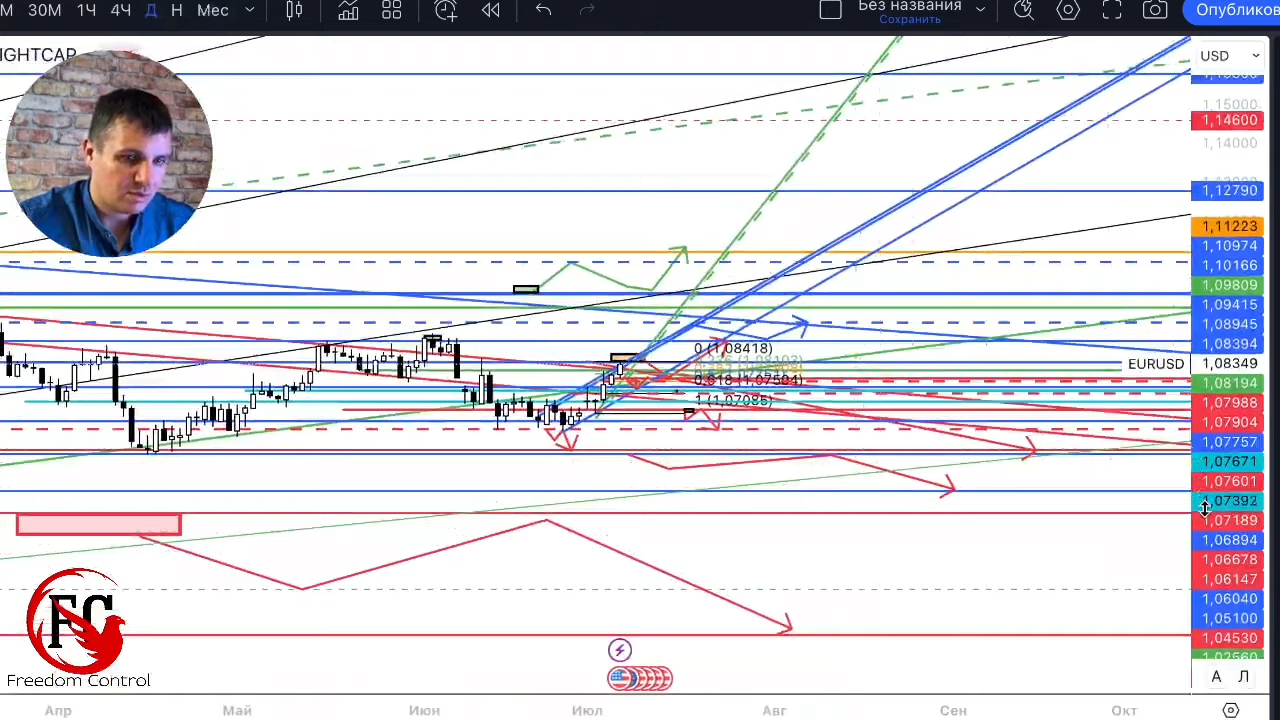 М 30М 1Ч 4Ч Д Н Мес
Без названия
Сохранить
Опубликов
IGHTCAP
USD
1,15000
1,14600
1,14000
1,12790
1,11223
1,10974
1,10166
1,09809
1,09415
1,08945
1,08394
EURUSD 1,08349
1,08194
1,07988
1,07904
1,07757
1,07671
1,07601
1,07392
1,07189
1,06894
1,06678
1,06147
1,06040
1,05100
1,04530
1,02560
0 (1,08418)
0,618 (1,07504)
1 (1,07085)
FC
Freedom Control
А Л
Апр Май Июн Июл Авг Сен Окт